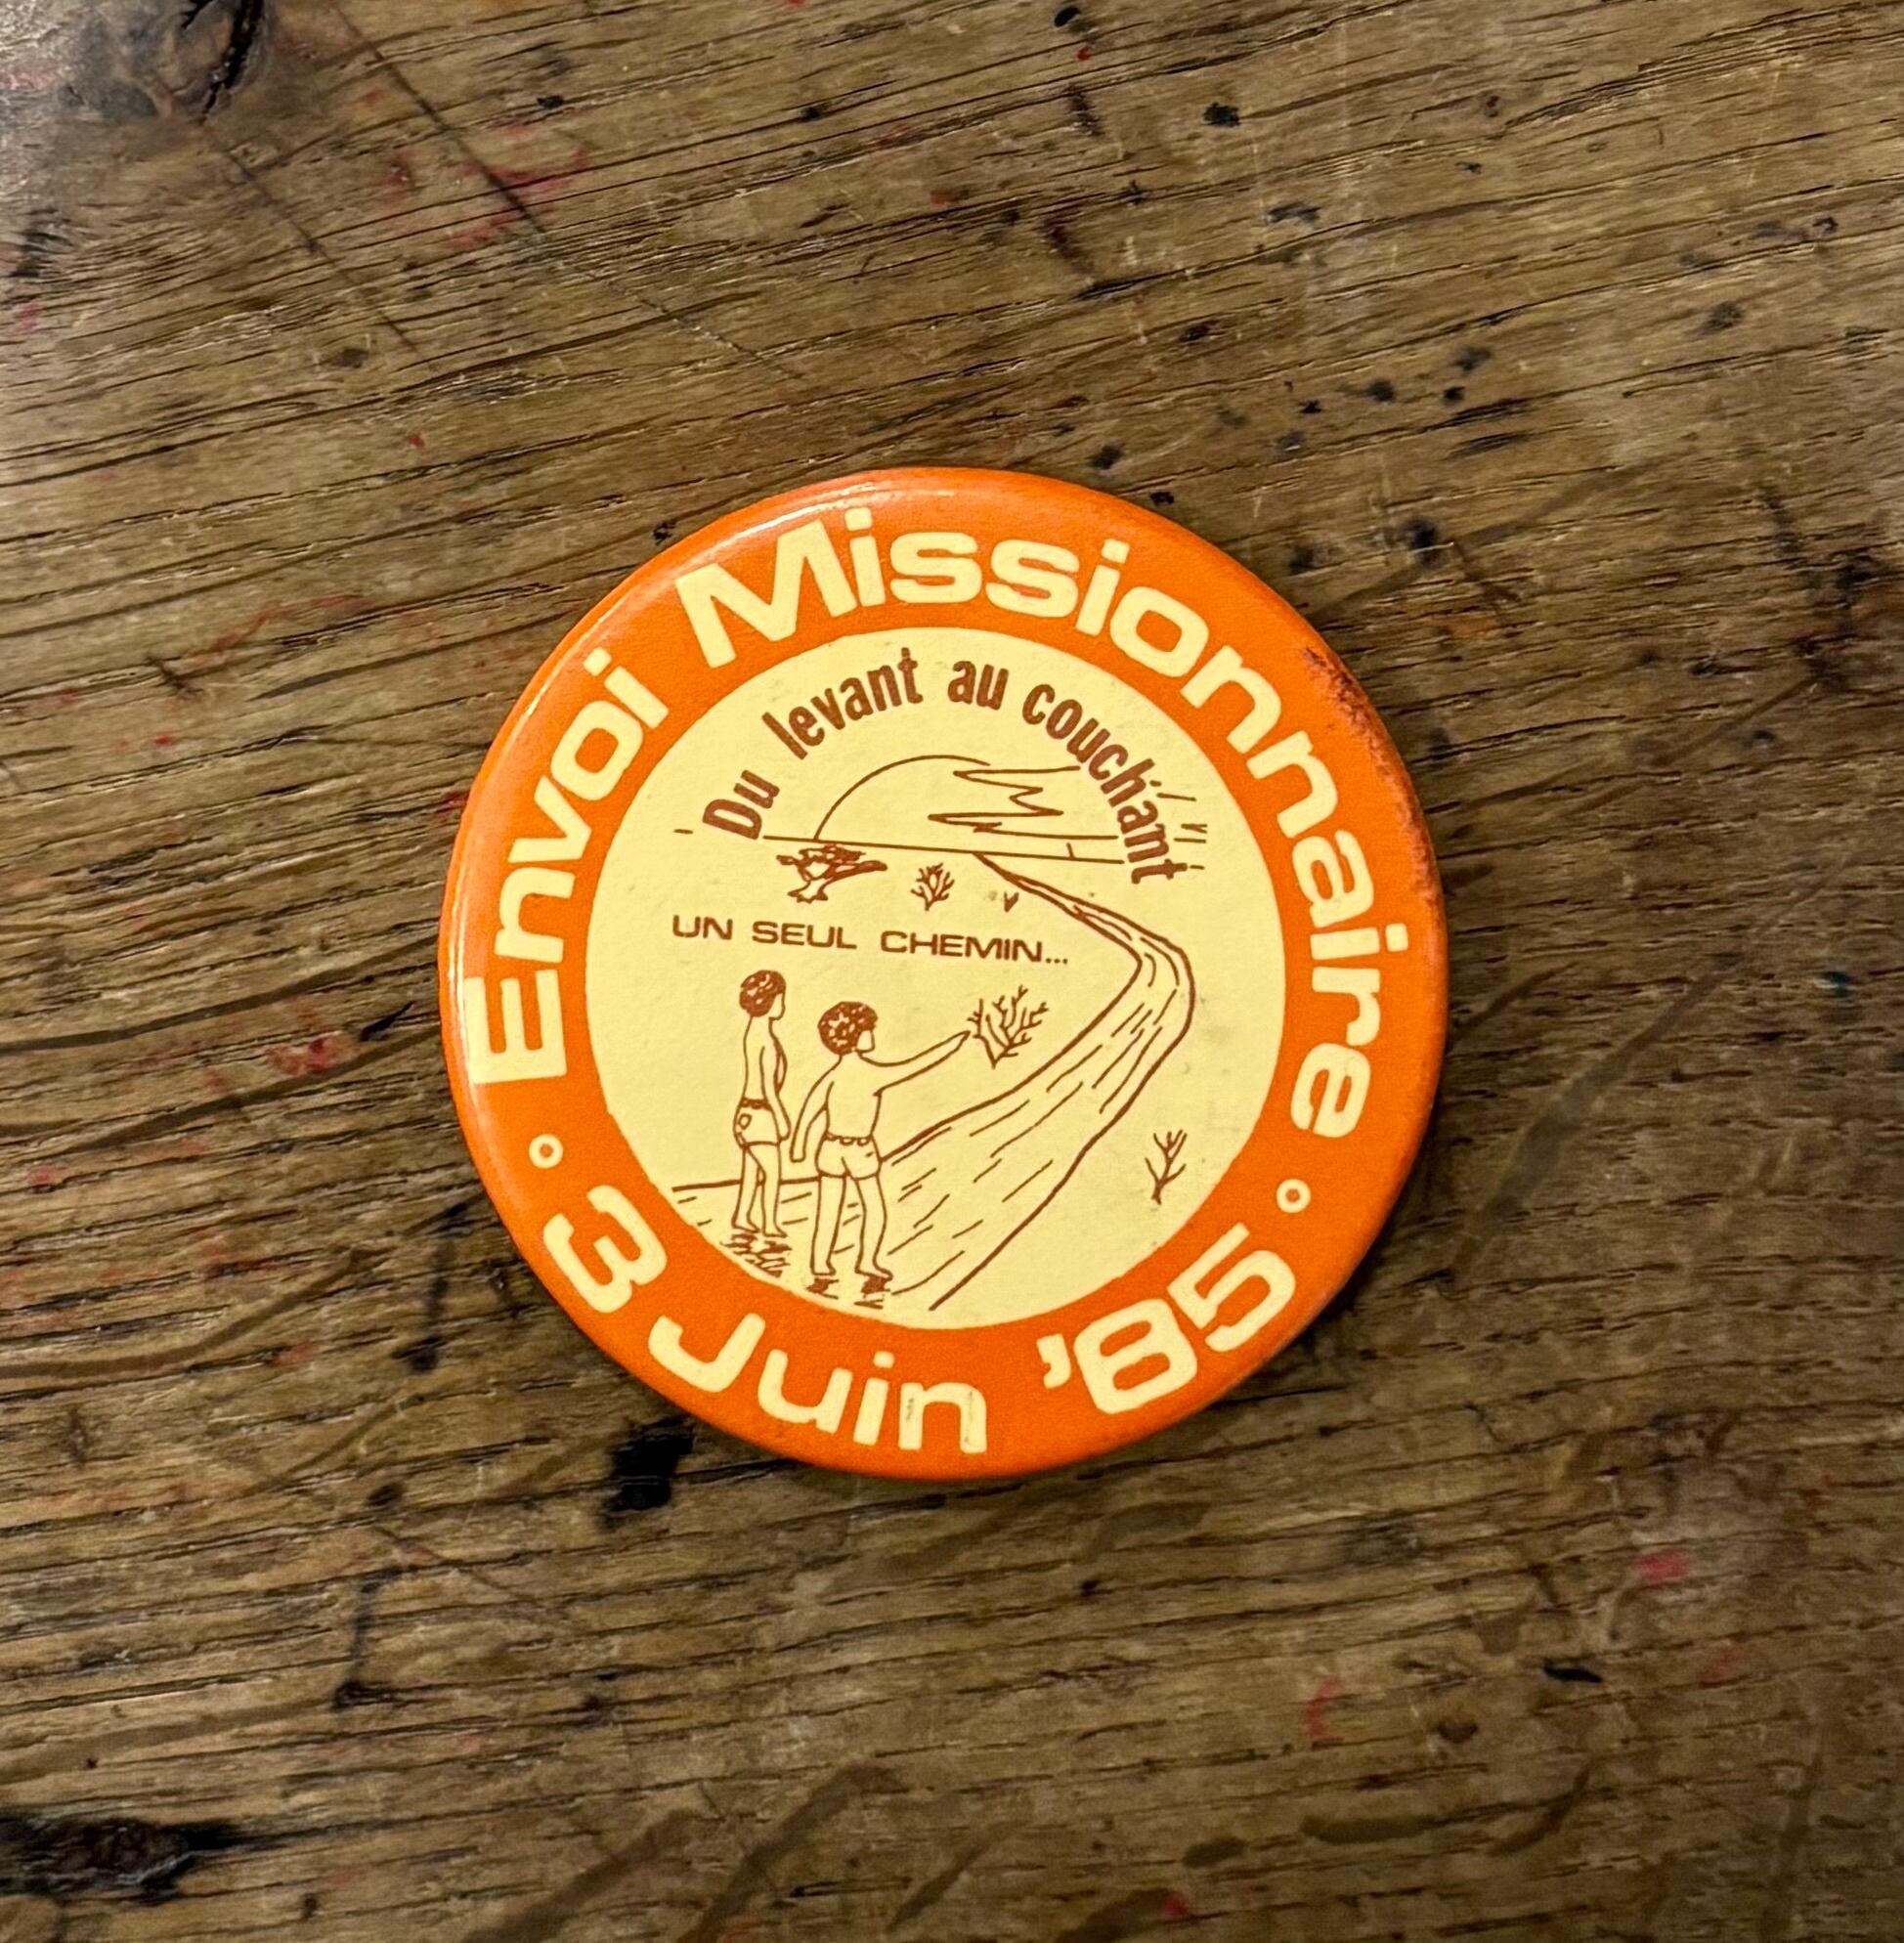 Envoi Missionnaire
Du levant au couchant
UN SEUL CHEMIN...
3 Juin '85